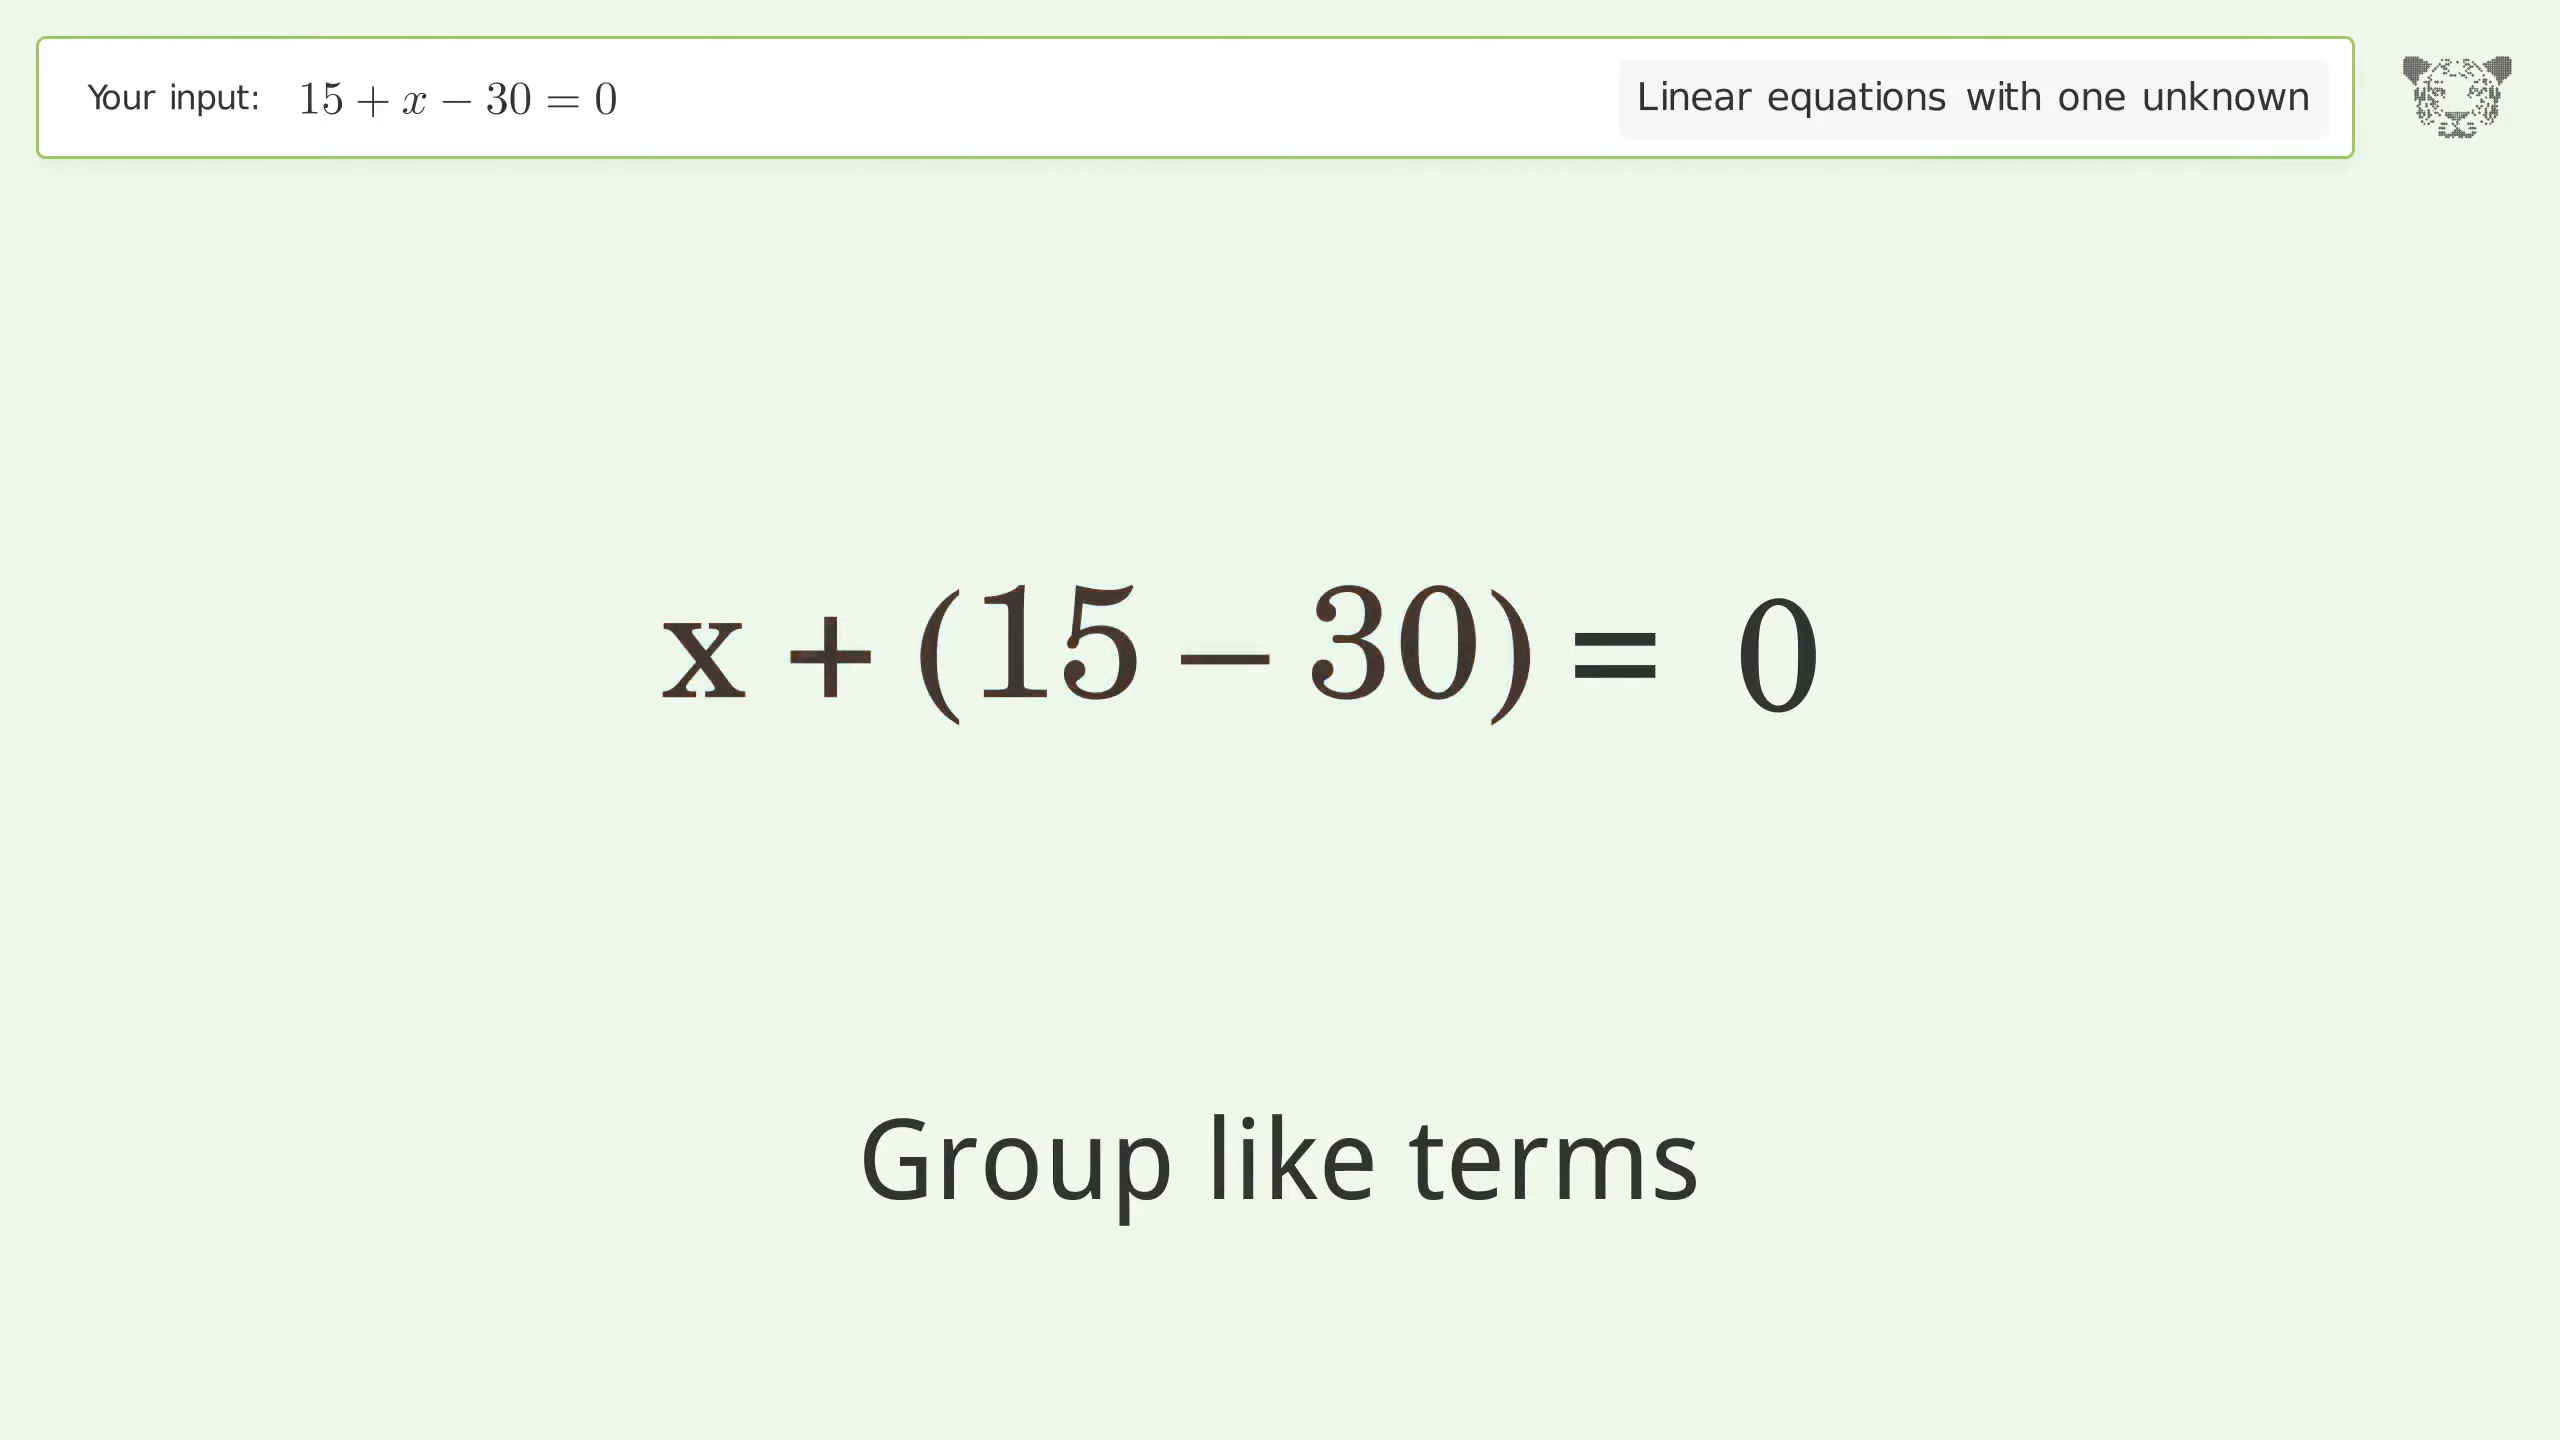 Your input: 15 + x − 30 = 0
Linear equations with one unknown
x + (15 − 30) = 0
Group like terms